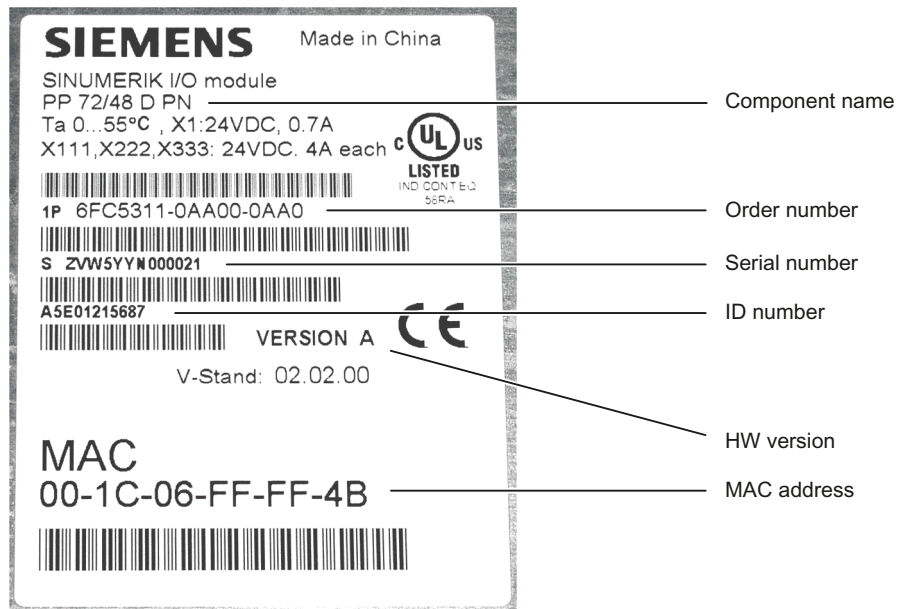 SIEMENS Made in China
SINUMERIK I/O module
PP 72/48 D PN
Component name
Ta 0...55°C , X1:24VDC, 0.7A
X111,X222,X333: 24VDC. 4A each
C UL US
LISTED
IND CONT EQ
56RA
1P 6FC5311-0AA00-0AA0
Order number
S ZVW5YYN000021
Serial number
A5E01215687
ID number
VERSION A CE
V-Stand: 02.02.00
HW version
MAC
00-1C-06-FF-FF-4B
MAC address